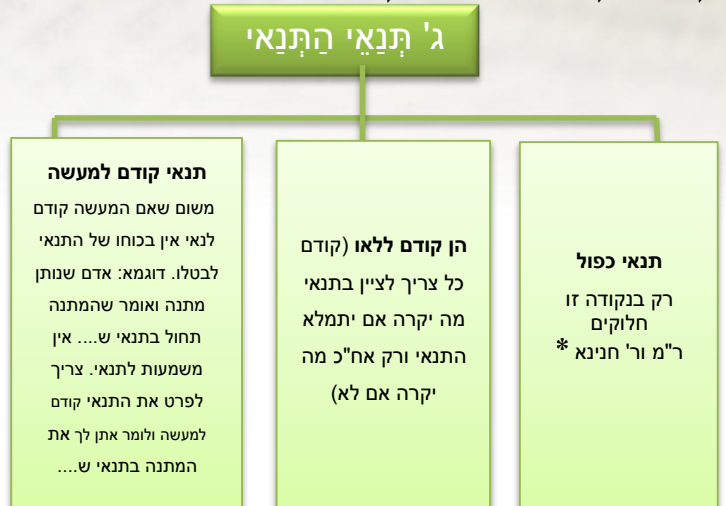 ג' תְּנָאֵי הַתְּנַאי
תנאי כפול
רק בנקודה זו
חלוקים
ר"מ ור' חנינא *
הן קודם ללאו (קודם
כל צריך לציין בתנאי
מה יקרה אם יתמלא
התנאי ורק אח"כ מה
יקרה אם לא)
תנאי קודם למעשה
משום שאם המעשה קודם
לנאי אין בכוחו של התנאי
לבטלו. דוגמא: אדם שנותן
מתנה ואומר שהמתנה
תחול בתנאי ש.... אין
משמעות לתנאי. צריך
לפרט את התנאי קודם
למעשה ולומר אתן לך את
המתנה בתנאי ש....